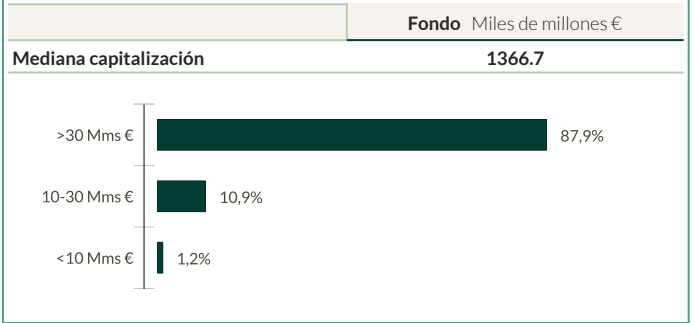 Fondo Miles de millones €
Mediana capitalización 1366.7
>30 Mms € 87,9%
10-30 Mms € 10,9%
<10 Mms € 1,2%